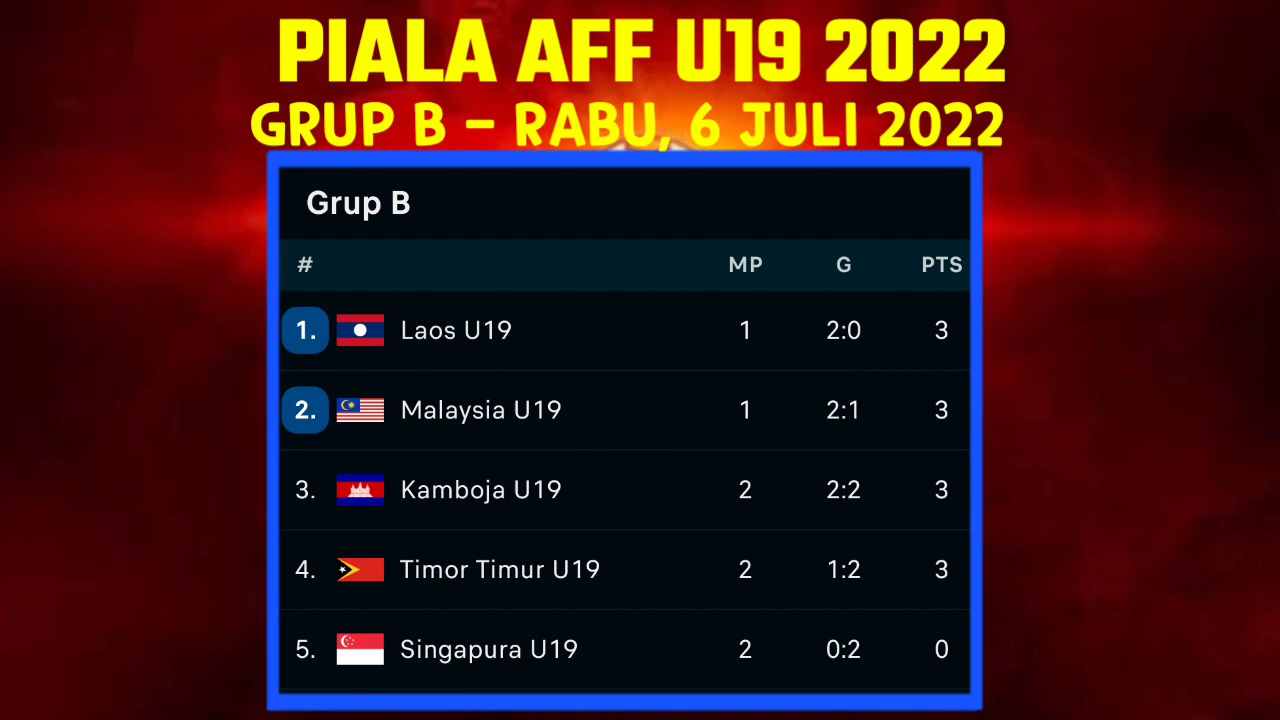 PIALA AFF U19 2022
GRUP B - RABU, 6 JULI 2022
Grup B
# MP G PTS
1. Laos U19 1 2:0 3
2. Malaysia U19 1 2:1 3
3. Kamboja U19 2 2:2 3
4. Timor Timur U19 2 1:2 3
5. Singapura U19 2 0:2 0